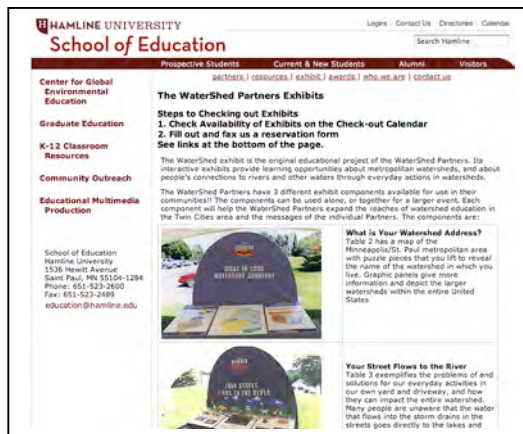 HAMLINE UNIVERSITY
School of Education
Logins Contact Us Directories Calendar
Search Hamline
Prospective Students Current & New Students Alumni Visitors
partners | resources | exhibit | awards | who we are | contact us
Center for Global
Environmental
Education
Graduate Education
K-12 Classroom
Resources
Community Outreach
Educational Multimedia
Production
School of Education
Hamline University
1536 Hewitt Avenue
Saint Paul, MN 55104-1284
Phone: 651-523-2600
Fax: 651-523-2489
education@hamline.edu
The WaterShed Partners Exhibits
Steps to Checking out Exhibits
1. Check Availability of Exhibits on the Check-out Calendar
2. Fill out and fax us a reservation form
See links at the bottom of the page.
The WaterShed exhibit is the original educational project of the WaterShed Partners. Its
interactive exhibits provide learning opportunities about metropolitan watersheds, and about
people's connections to rivers and other waters through everyday actions in watersheds.
The WaterShed Partners have 3 different exhibit components available for use in their
communities!! The components can be used alone, or together for a larger event. Each
component will help the WaterShed Partners expand the reaches of watershed education in
the Twin Cities area and the messages of the individual Partners. The components are:
WHAT IS YOUR
WATERSHED ADDRESS?
What is Your Watershed Address?
Table 2 has a map of the
Minneapolis/St. Paul metropolitan area
with puzzle pieces that you lift to reveal
the name of the watershed in which you
live. Graphic panels give more
information and depict the larger
watersheds within the entire United
States
YOUR STREET
FLOWS TO THE RIVER
Your Street Flows to the River
Table 3 exemplifies the problems of and
solutions for our everyday activities in
our own yard and driveway, and how
they can impact the entire watershed.
Many people are unaware that the water
that flows into the storm drains in the
streets goes directly to the lakes and